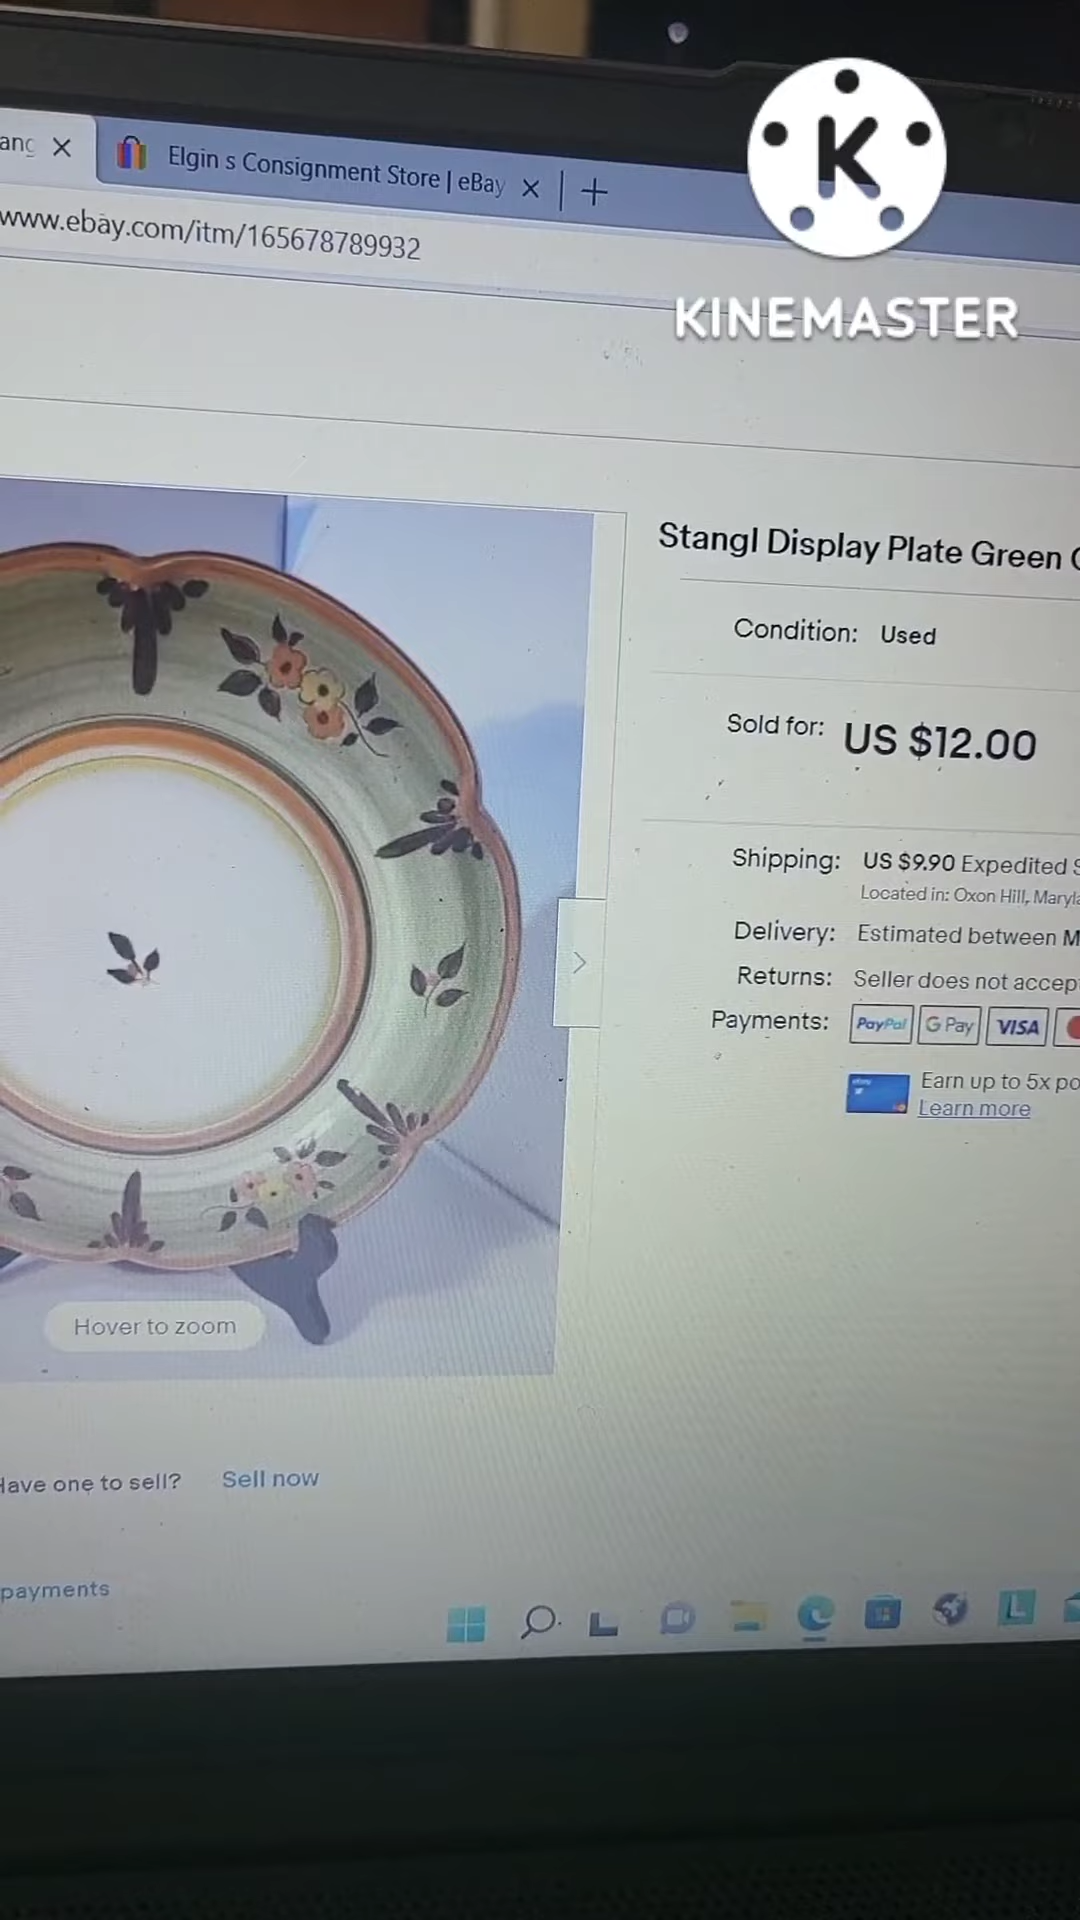 Elgin s Consignment Store | eBay
K
www.ebay.com/itm/165678789932
KINEMASTER
Stangl Display Plate Green
Condition: Used
Sold for: US $12.00
Shipping: US $9.90 Expedited
Located in: Oxon Hill,
Delivery: Estimated between
Returns: Seller does not
Payments: PayPal G Pay VISA
Earn up to 5x
Learn more
Hover to zoom
Have one to sell? Sell now
payments